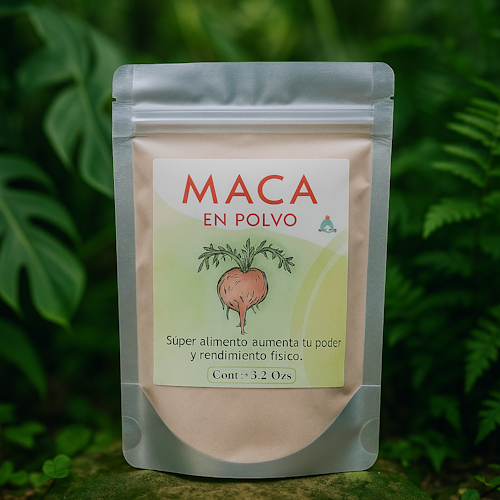 MACA
EN POLVO
Súper alimento aumenta tu poder
y rendimiento físico.
Cont :• 3.2 Ozs